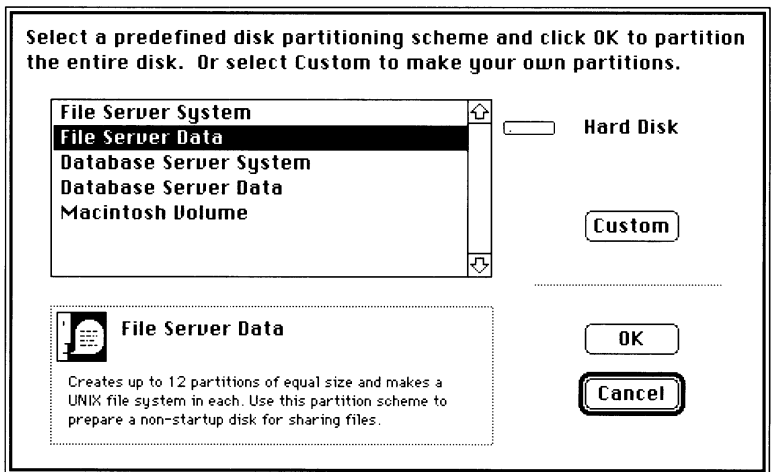 Select a predefined disk partitioning scheme and click OK to partition
the entire disk. Or select Custom to make your own partitions.
File Server System
File Server Data
Database Server System
Database Server Data
Macintosh Volume
Hard Disk
Custom
File Server Data
Creates up to 12 partitions of equal size and makes a
UNIX file system in each. Use this partition scheme to
prepare a non-startup disk for sharing files.
OK
Cancel